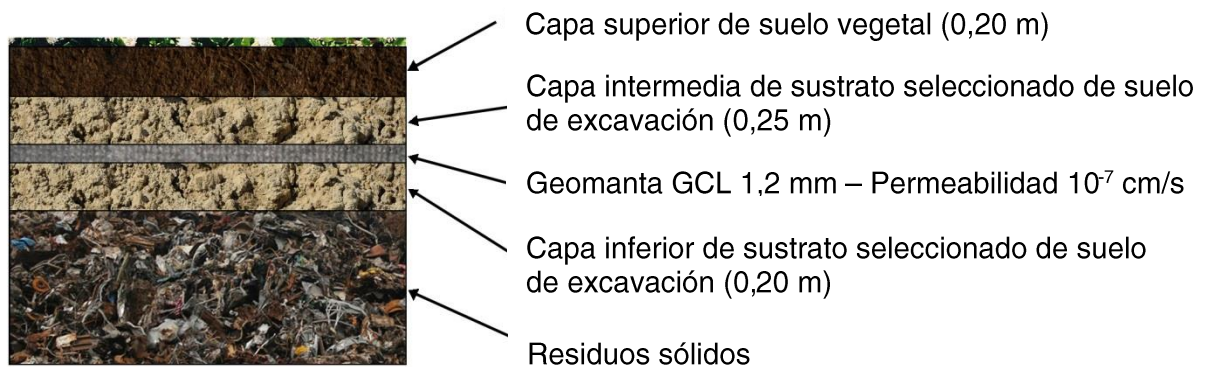 Capa superior de suelo vegetal (0,20 m)
Capa intermedia de sustrato seleccionado de suelo
de excavación (0,25 m)
Geomanta GCL 1,2 mm – Permeabilidad 10⁻⁷ cm/s
Capa inferior de sustrato seleccionado de suelo
de excavación (0,20 m)
Residuos sólidos